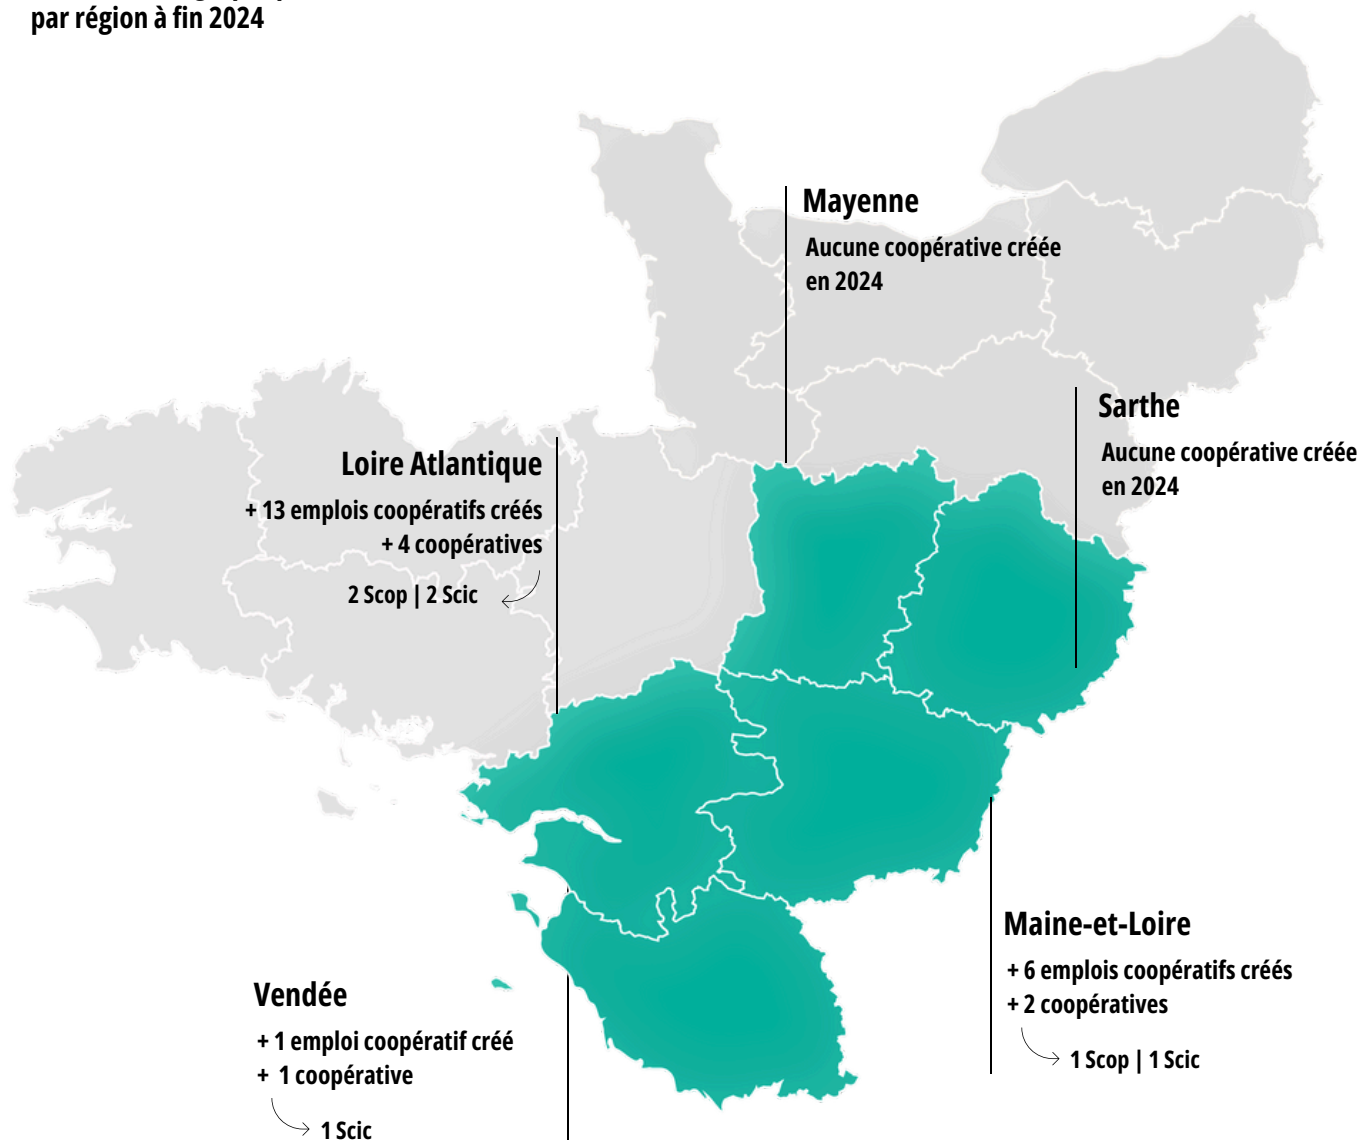 par région à fin 2024
Mayenne
Aucune coopérative créée
en 2024
Sarthe
Aucune coopérative créée
en 2024
Loire Atlantique
+ 13 emplois coopératifs créés
+ 4 coopératives
2 Scop | 2 Scic
Maine-et-Loire
+ 6 emplois coopératifs créés
+ 2 coopératives
1 Scop | 1 Scic
Vendée
+ 1 emploi coopératif créé
+ 1 coopérative
1 Scic